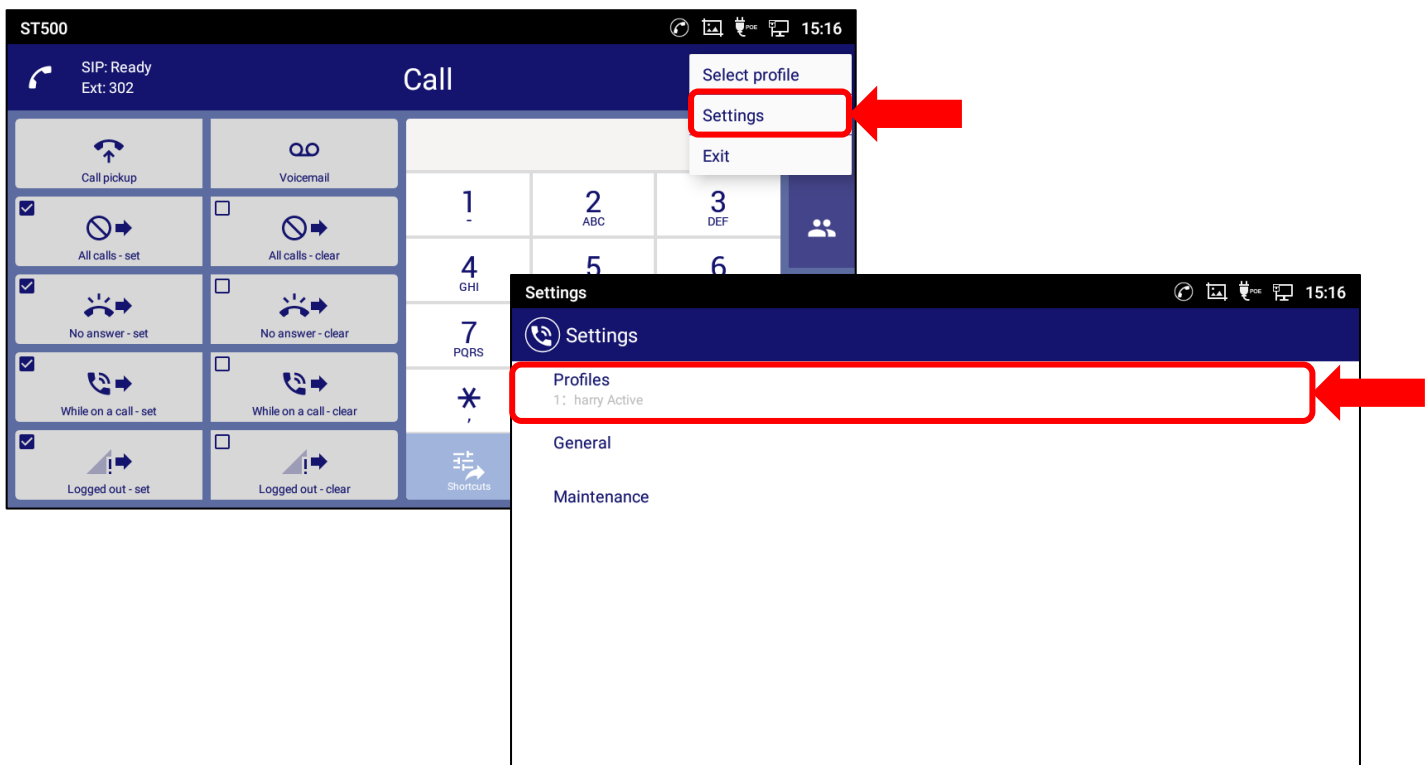 ST500
POE
15:16
SIP: Ready
Ext: 302
Call
Select profile
Settings
Exit
Call pickup
Voicemail
All calls - set
All calls - clear
No answer - set
No answer - clear
While on a call - set
While on a call - clear
Logged out - set
Logged out - clear
1
-
2
ABC
3
DEF
4
GHI
5
6
7
PQRS
*
,
Shortcuts
Settings
POE
15:16
Settings
Profiles
1: harry Active
General
Maintenance